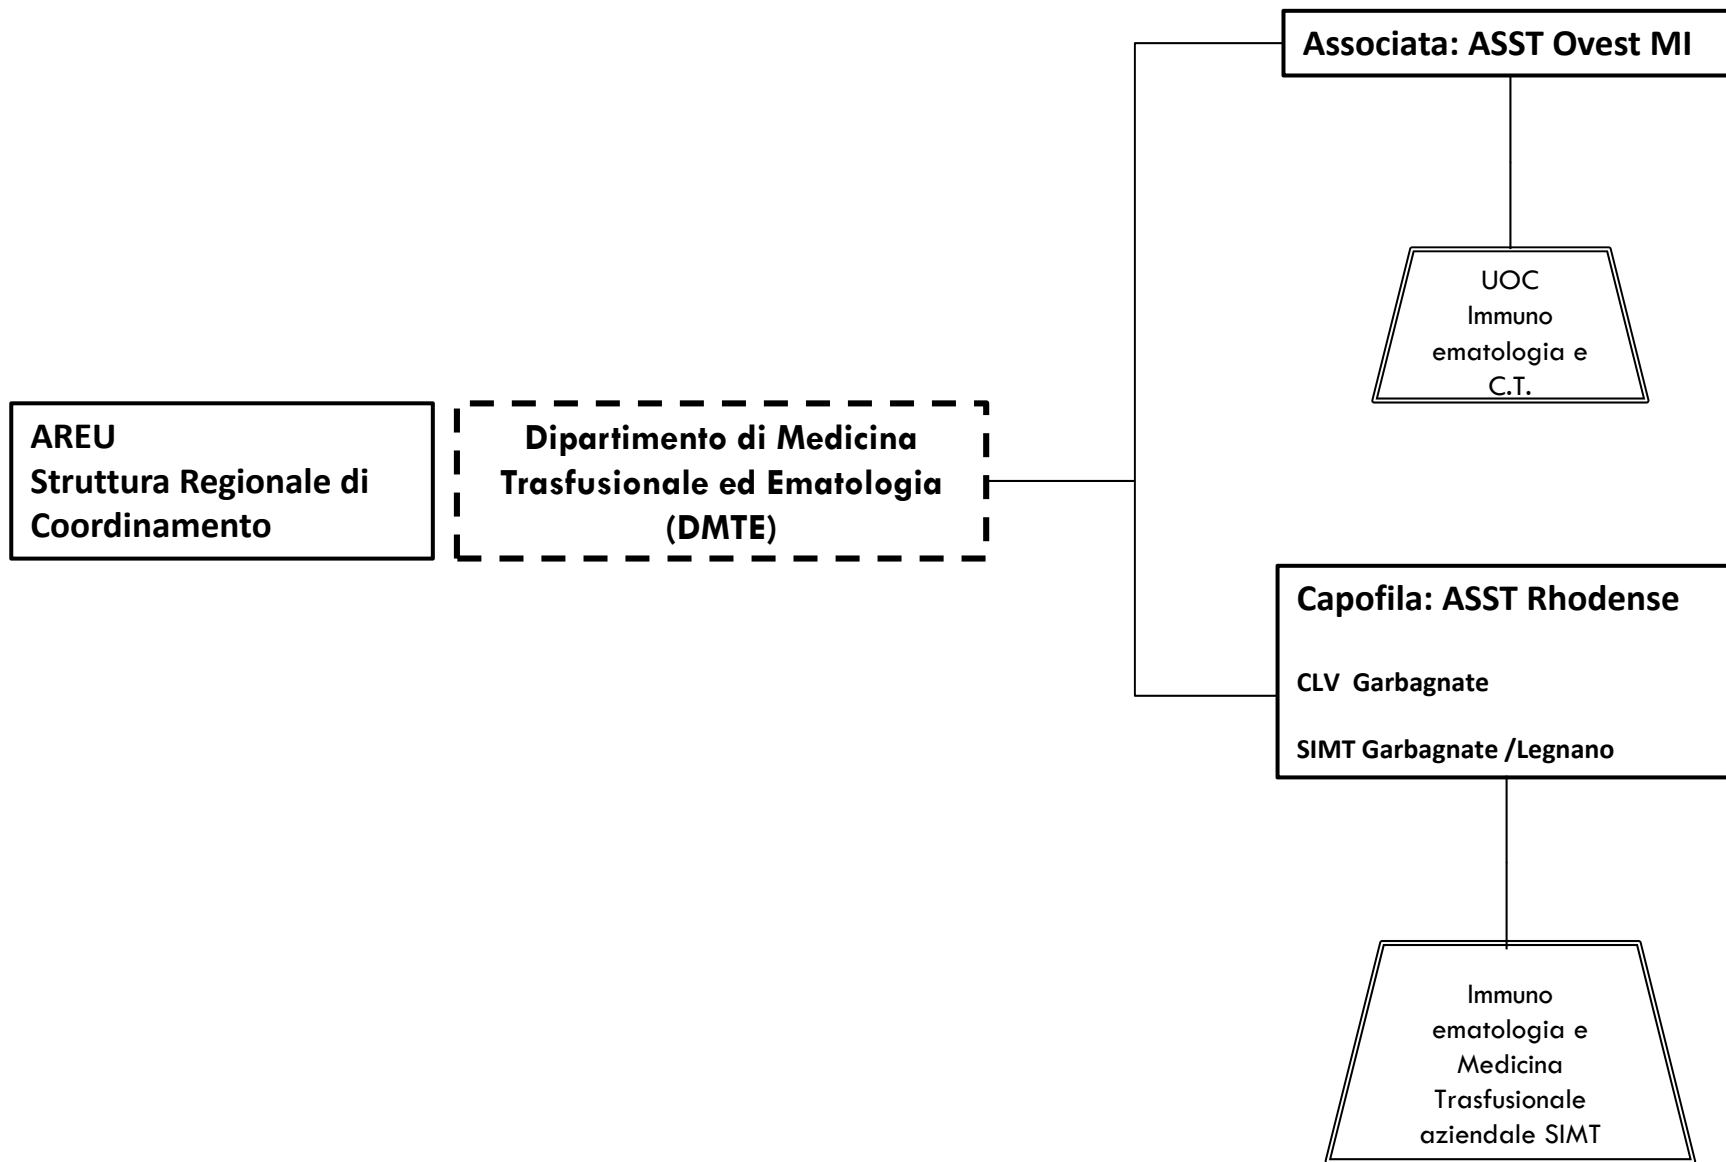 Associata: ASST Ovest MI
UOC
Immuno
ematologia e
C.T.
AREU
Struttura Regionale di
Coordinamento
Dipartimento di Medicina
Trasfusionale ed Ematologia
(DMTE)
Capofila: ASST Rhodense
CLV Garbagnate
SIMT Garbagnate /Legnano
Immuno
ematologia e
Medicina
Trasfusionale
aziendale SIMT